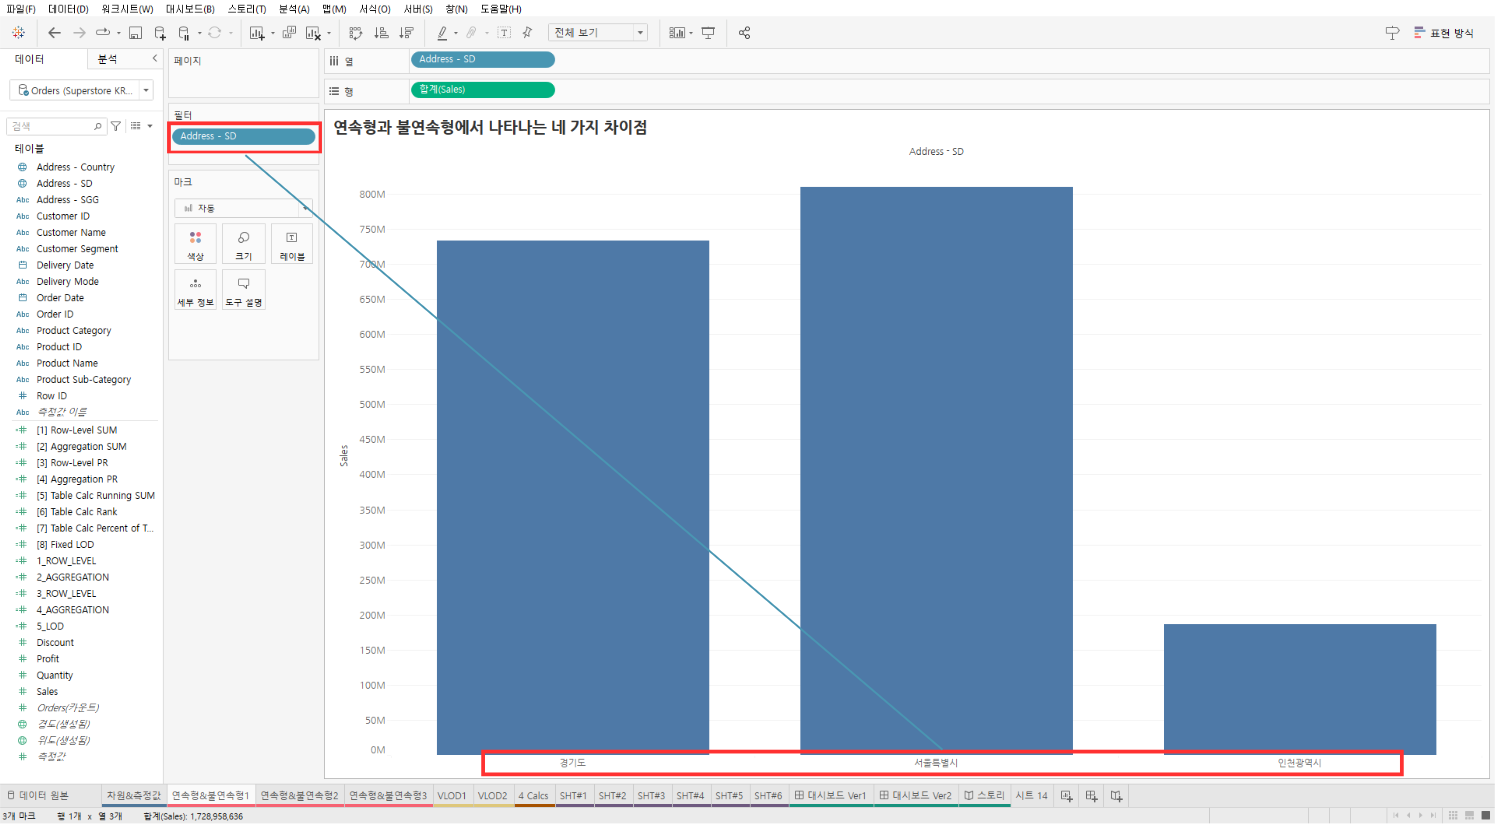 파일(F) 데이터(D) 워크시트(W) 대시보드(B) 스토리(T) 분석(A) 맵(M) 서식(O) 서버(S) 창(N) 도움말(H)
전체 보기
표현 방식
데이터 분석
Orders (Superstore KR...
검색
테이블
Address - Country
Address - SD
Abc Address - SGG
Abc Customer ID
Abc Customer Name
Abc Customer Segment
Delivery Date
Abc Delivery Mode
Order Date
Abc Order ID
Abc Product Category
Abc Product ID
Abc Product Name
Abc Product Sub-Category
# Row ID
Abc 측정값 이름
=# [1] Row-Level SUM
=# [2] Aggregation SUM
=# [3] Row-Level PR
=# [4] Aggregation PR
=# [5] Table Calc Running SUM
=# [6] Table Calc Rank
=# [7] Table Calc Percent of T...
=# [8] Fixed LOD
=# 1_ROW_LEVEL
=# 2_AGGREGATION
=# 3_ROW_LEVEL
=# 4_AGGREGATION
=# 5_LOD
# Discount
# Profit
# Quantity
# Sales
# Orders(카운트)
경도(생성됨)
위도(생성됨)
# 측정값
페이지
필터
Address - SD
마크
자동
색상 크기 레이블
세부 정보 도구 설명
열 Address - SD
행 합계(Sales)
연속형과 불연속형에서 나타나는 네 가지 차이점
Address - SD
800M
750M
700M
650M
600M
550M
500M
450M
400M
350M
300M
250M
200M
150M
100M
50M
0M
Sales
경기도 서울특별시 인천광역시
데이터 원본 자원&측정값 연속형&불연속형1 연속형&불연속형2 연속형&불연속형3 VLOD1 VLOD2 4 Calcs SHT#1 SHT#2 SHT#3 SHT#4 SHT#5 SHT#6 대시보드 Ver1 대시보드 Ver2 스토리 시트 14
3개 마크 행 1개 x 열 3개 합계(Sales): 1,728,958,636